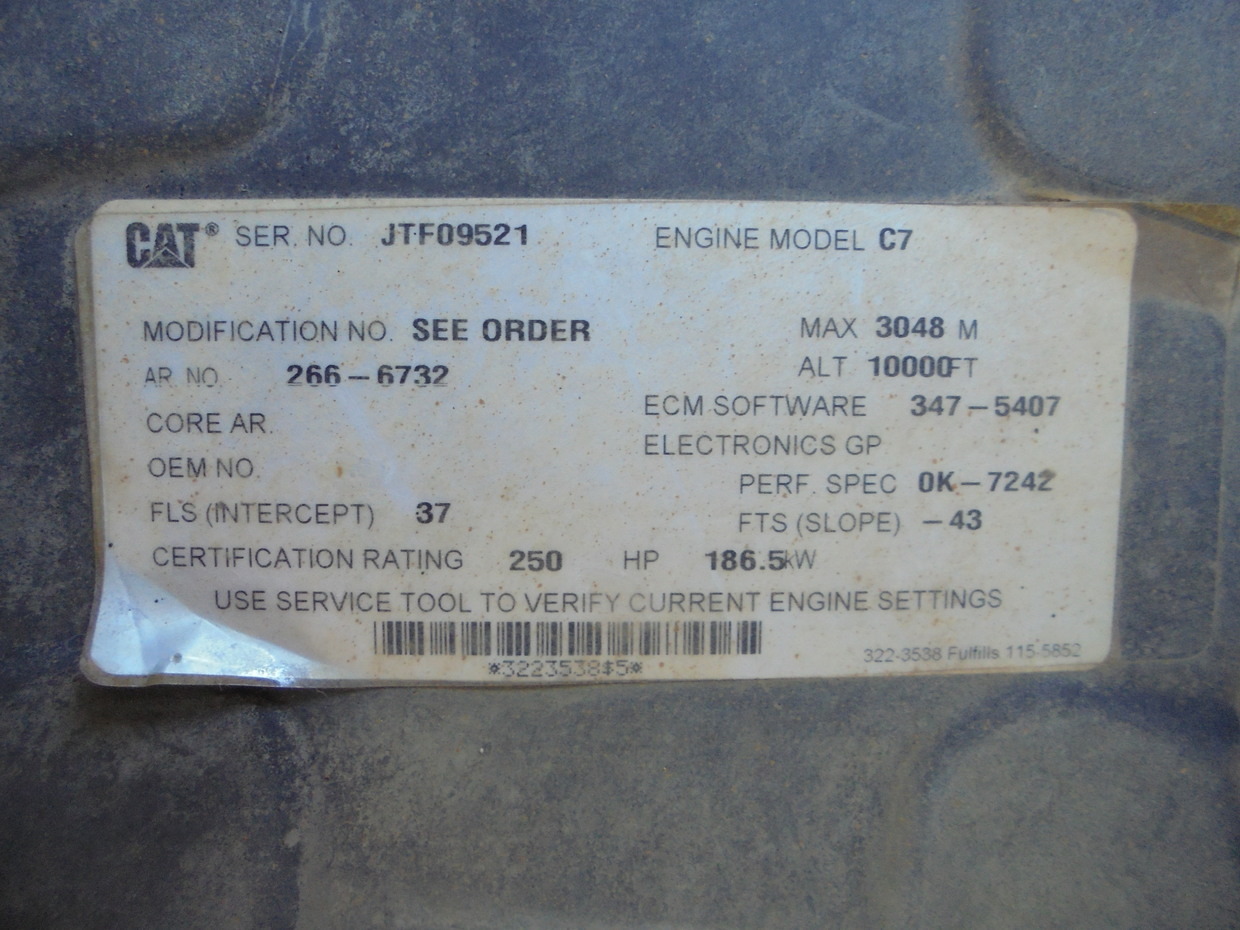 CAT® SER. NO. JTF09521 ENGINE MODEL C7
MODIFICATION NO. SEE ORDER MAX 3048 M
AR NO. 266-6732 ALT 10000FT
CORE AR. ECM SOFTWARE 347-5407
OEM NO. ELECTRONICS GP
PERF. SPEC 0K-7242
FLS (INTERCEPT) 37 FTS (SLOPE) -43
CERTIFICATION RATING 250 HP 186.5kW
USE SERVICE TOOL TO VERIFY CURRENT ENGINE SETTINGS
*3223538$5*
322-3538 Fulfills 115-5852